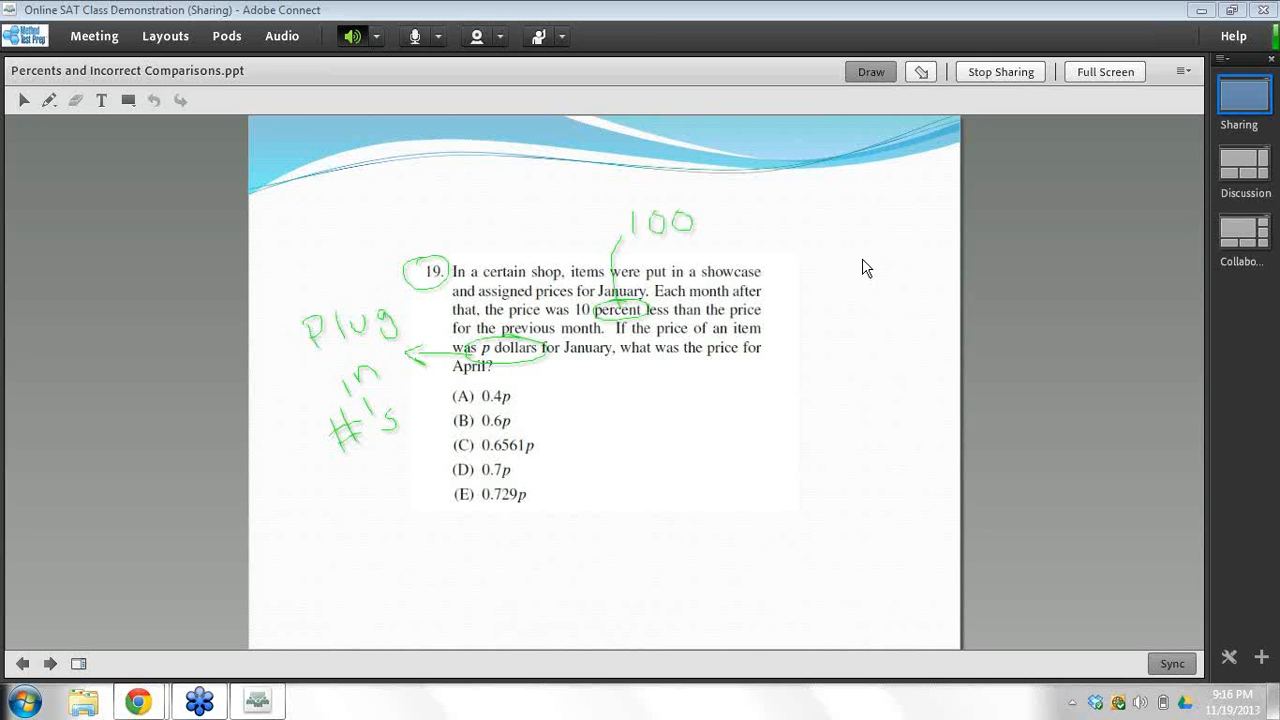 Online SAT Class Demonstration (Sharing) - Adobe Connect
Method Test Prep
Meeting Layouts Pods Audio Help
Percents and Incorrect Comparisons.ppt
Draw Stop Sharing Full Screen
T
Sharing
Discussion
Collabo...
100
19. In a certain shop, items were put in a showcase
and assigned prices for January. Each month after
that, the price was 10 percent less than the price
for the previous month. If the price of an item
was p dollars for January, what was the price for
April?
(A) 0.4p
(B) 0.6p
(C) 0.6561p
(D) 0.7p
(E) 0.729p
plug
in
#'s
Sync
9:16 PM
11/19/2013